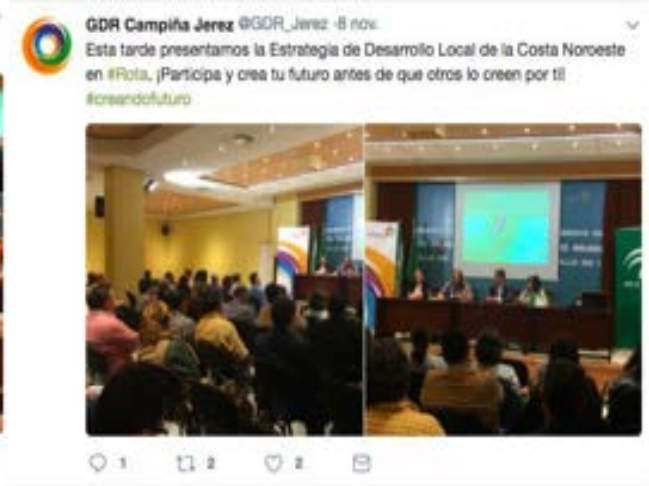 GDR Campiña Jerez @GDR_Jerez · 8 nov.
Esta tarde presentamos la Estrategia de Desarrollo Local de la Costa Noroeste
en #Rota. ¡Participa y crea tu futuro antes de que otros lo creen por ti!
#creandofuturo
1 2 2